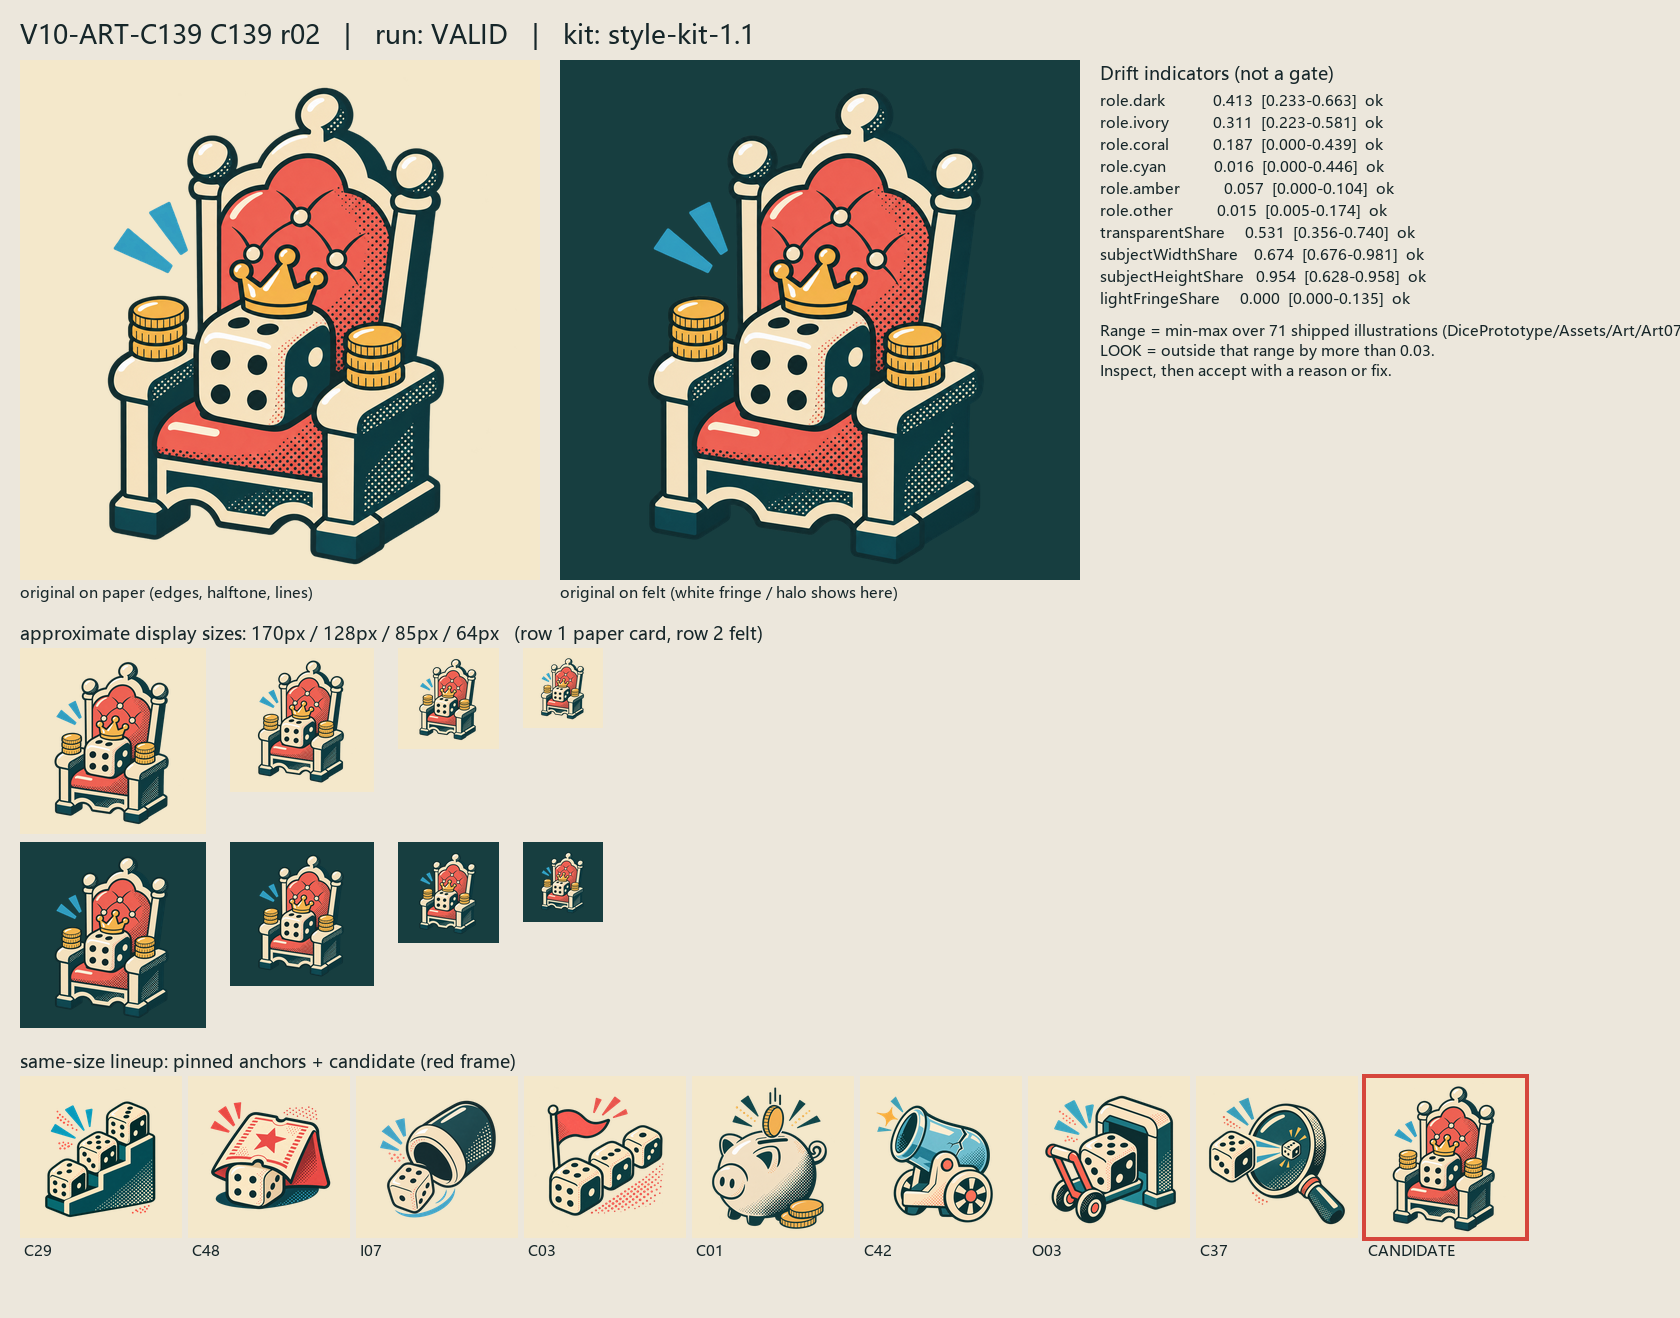 V10-ART-C139 C139 r02 | run: VALID | kit: style-kit-1.1
Drift indicators (not a gate)
role.dark 0.413 [0.233-0.663] ok
role.ivory 0.311 [0.223-0.581] ok
role.coral 0.187 [0.000-0.439] ok
role.cyan 0.016 [0.000-0.446] ok
role.amber 0.057 [0.000-0.104] ok
role.other 0.015 [0.005-0.174] ok
transparentShare 0.531 [0.356-0.740] ok
subjectWidthShare 0.674 [0.676-0.981] ok
subjectHeightShare 0.954 [0.628-0.958] ok
lightFringeShare 0.000 [0.000-0.135] ok
Range = min-max over 71 shipped illustrations (DicePrototype/Assets/Art/Art07
LOOK = outside that range by more than 0.03.
Inspect, then accept with a reason or fix.
original on paper (edges, halftone, lines)
original on felt (white fringe / halo shows here)
approximate display sizes: 170px / 128px / 85px / 64px (row 1 paper card, row 2 felt)
same-size lineup: pinned anchors + candidate (red frame)
C29 C48 I07 C03 C01 C42 O03 C37 CANDIDATE